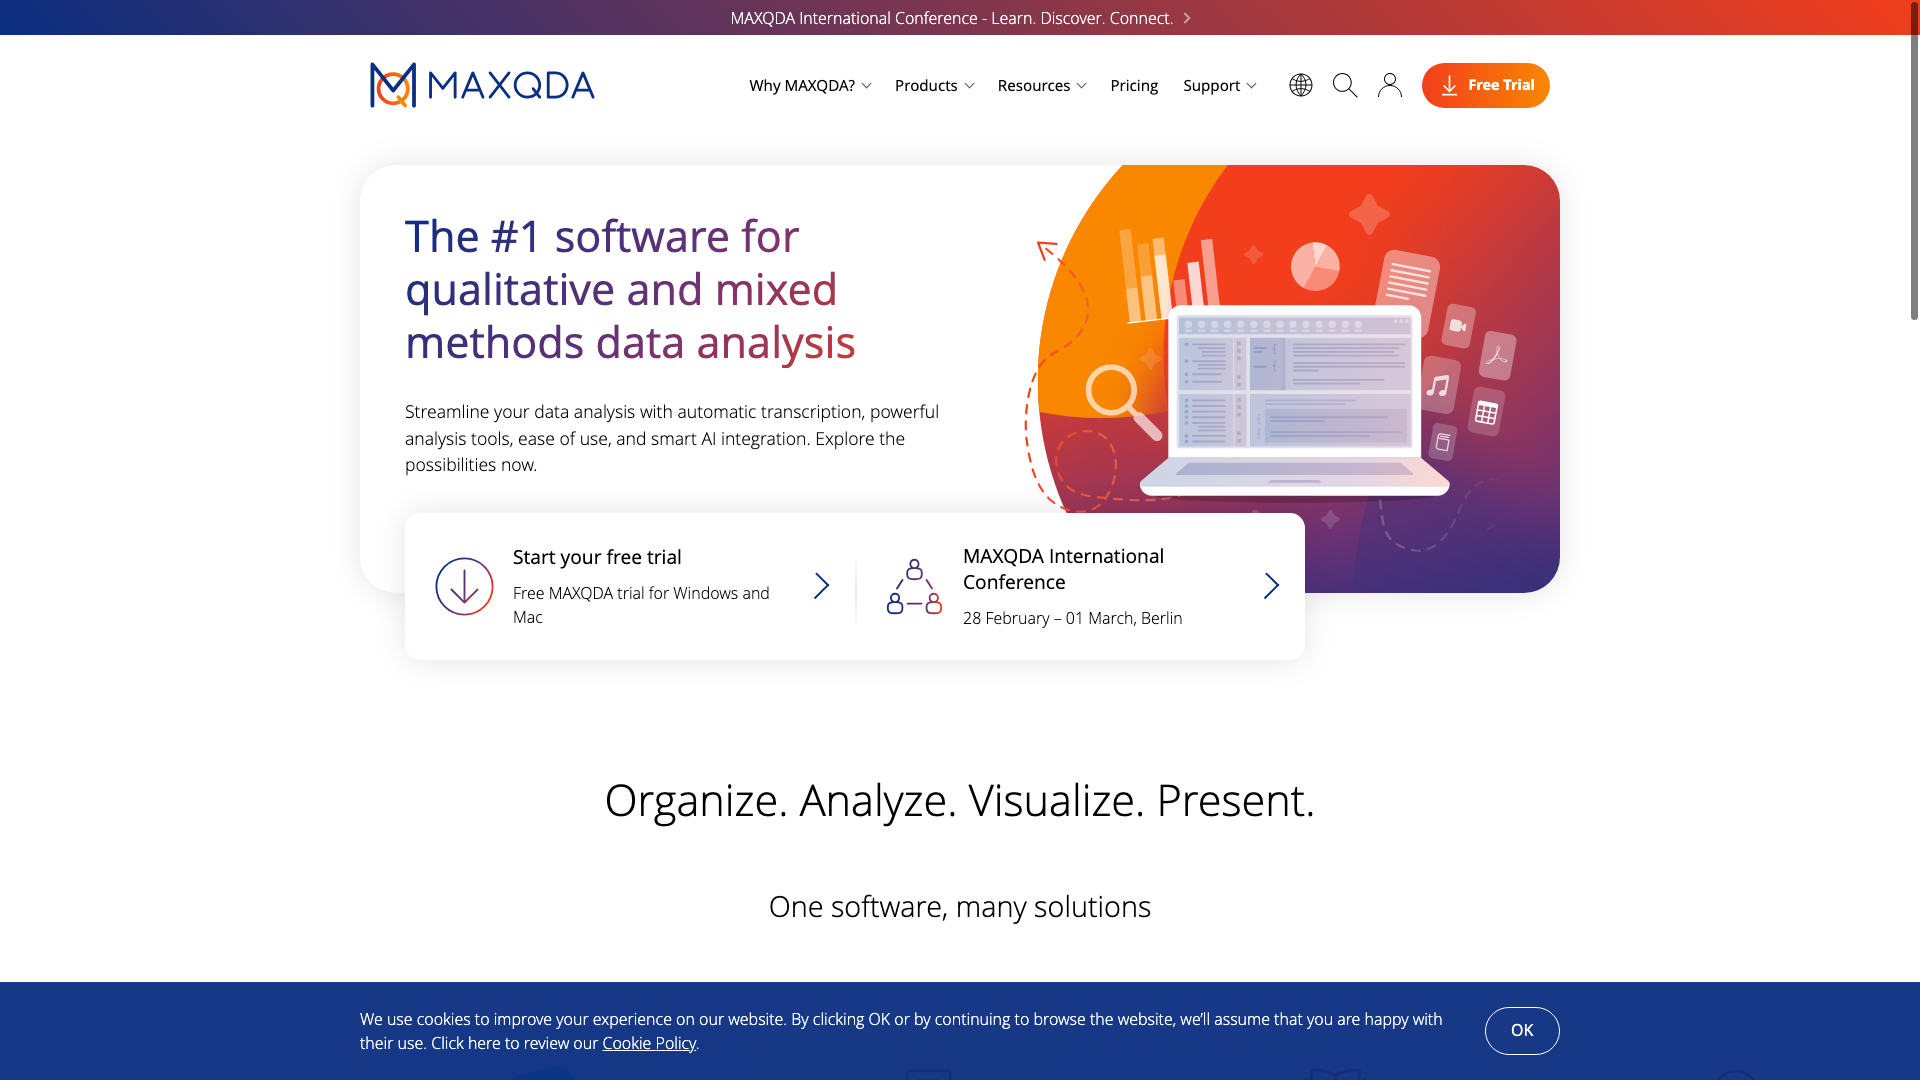 MAXQDA International Conference - Learn. Discover. Connect.
MAXQDA
Why MAXQDA?
Products
Resources
Pricing
Support
Free Trial
The #1 software for
qualitative and mixed
methods data analysis
Streamline your data analysis with automatic transcription, powerful
analysis tools, ease of use, and smart AI integration. Explore the
possibilities now.
Start your free trial
Free MAXQDA trial for Windows and
Mac
MAXQDA International
Conference
28 February – 01 March, Berlin
Organize. Analyze. Visualize. Present.
One software, many solutions
We use cookies to improve your experience on our website. By clicking OK or by continuing to browse the website, we’ll assume that you are happy with
their use. Click here to review our Cookie Policy.
OK